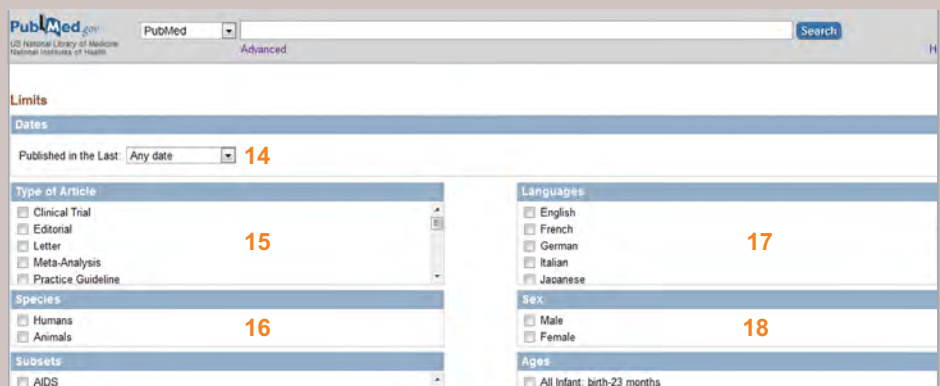 PubMed.gov
PubMed
Search
US National Library of Medicine
National Institutes of Health
Advanced
H
Limits
Dates
Published in the Last: Any date 14
Type of Article
Clinical Trial
Editorial
Letter
Meta-Analysis
Practice Guideline
15
Languages
English
French
German
Italian
Japanese
17
Species
Humans
Animals
16
Sex
Male
Female
18
Subsets
AIDS
Ages
All Infant: birth-23 months